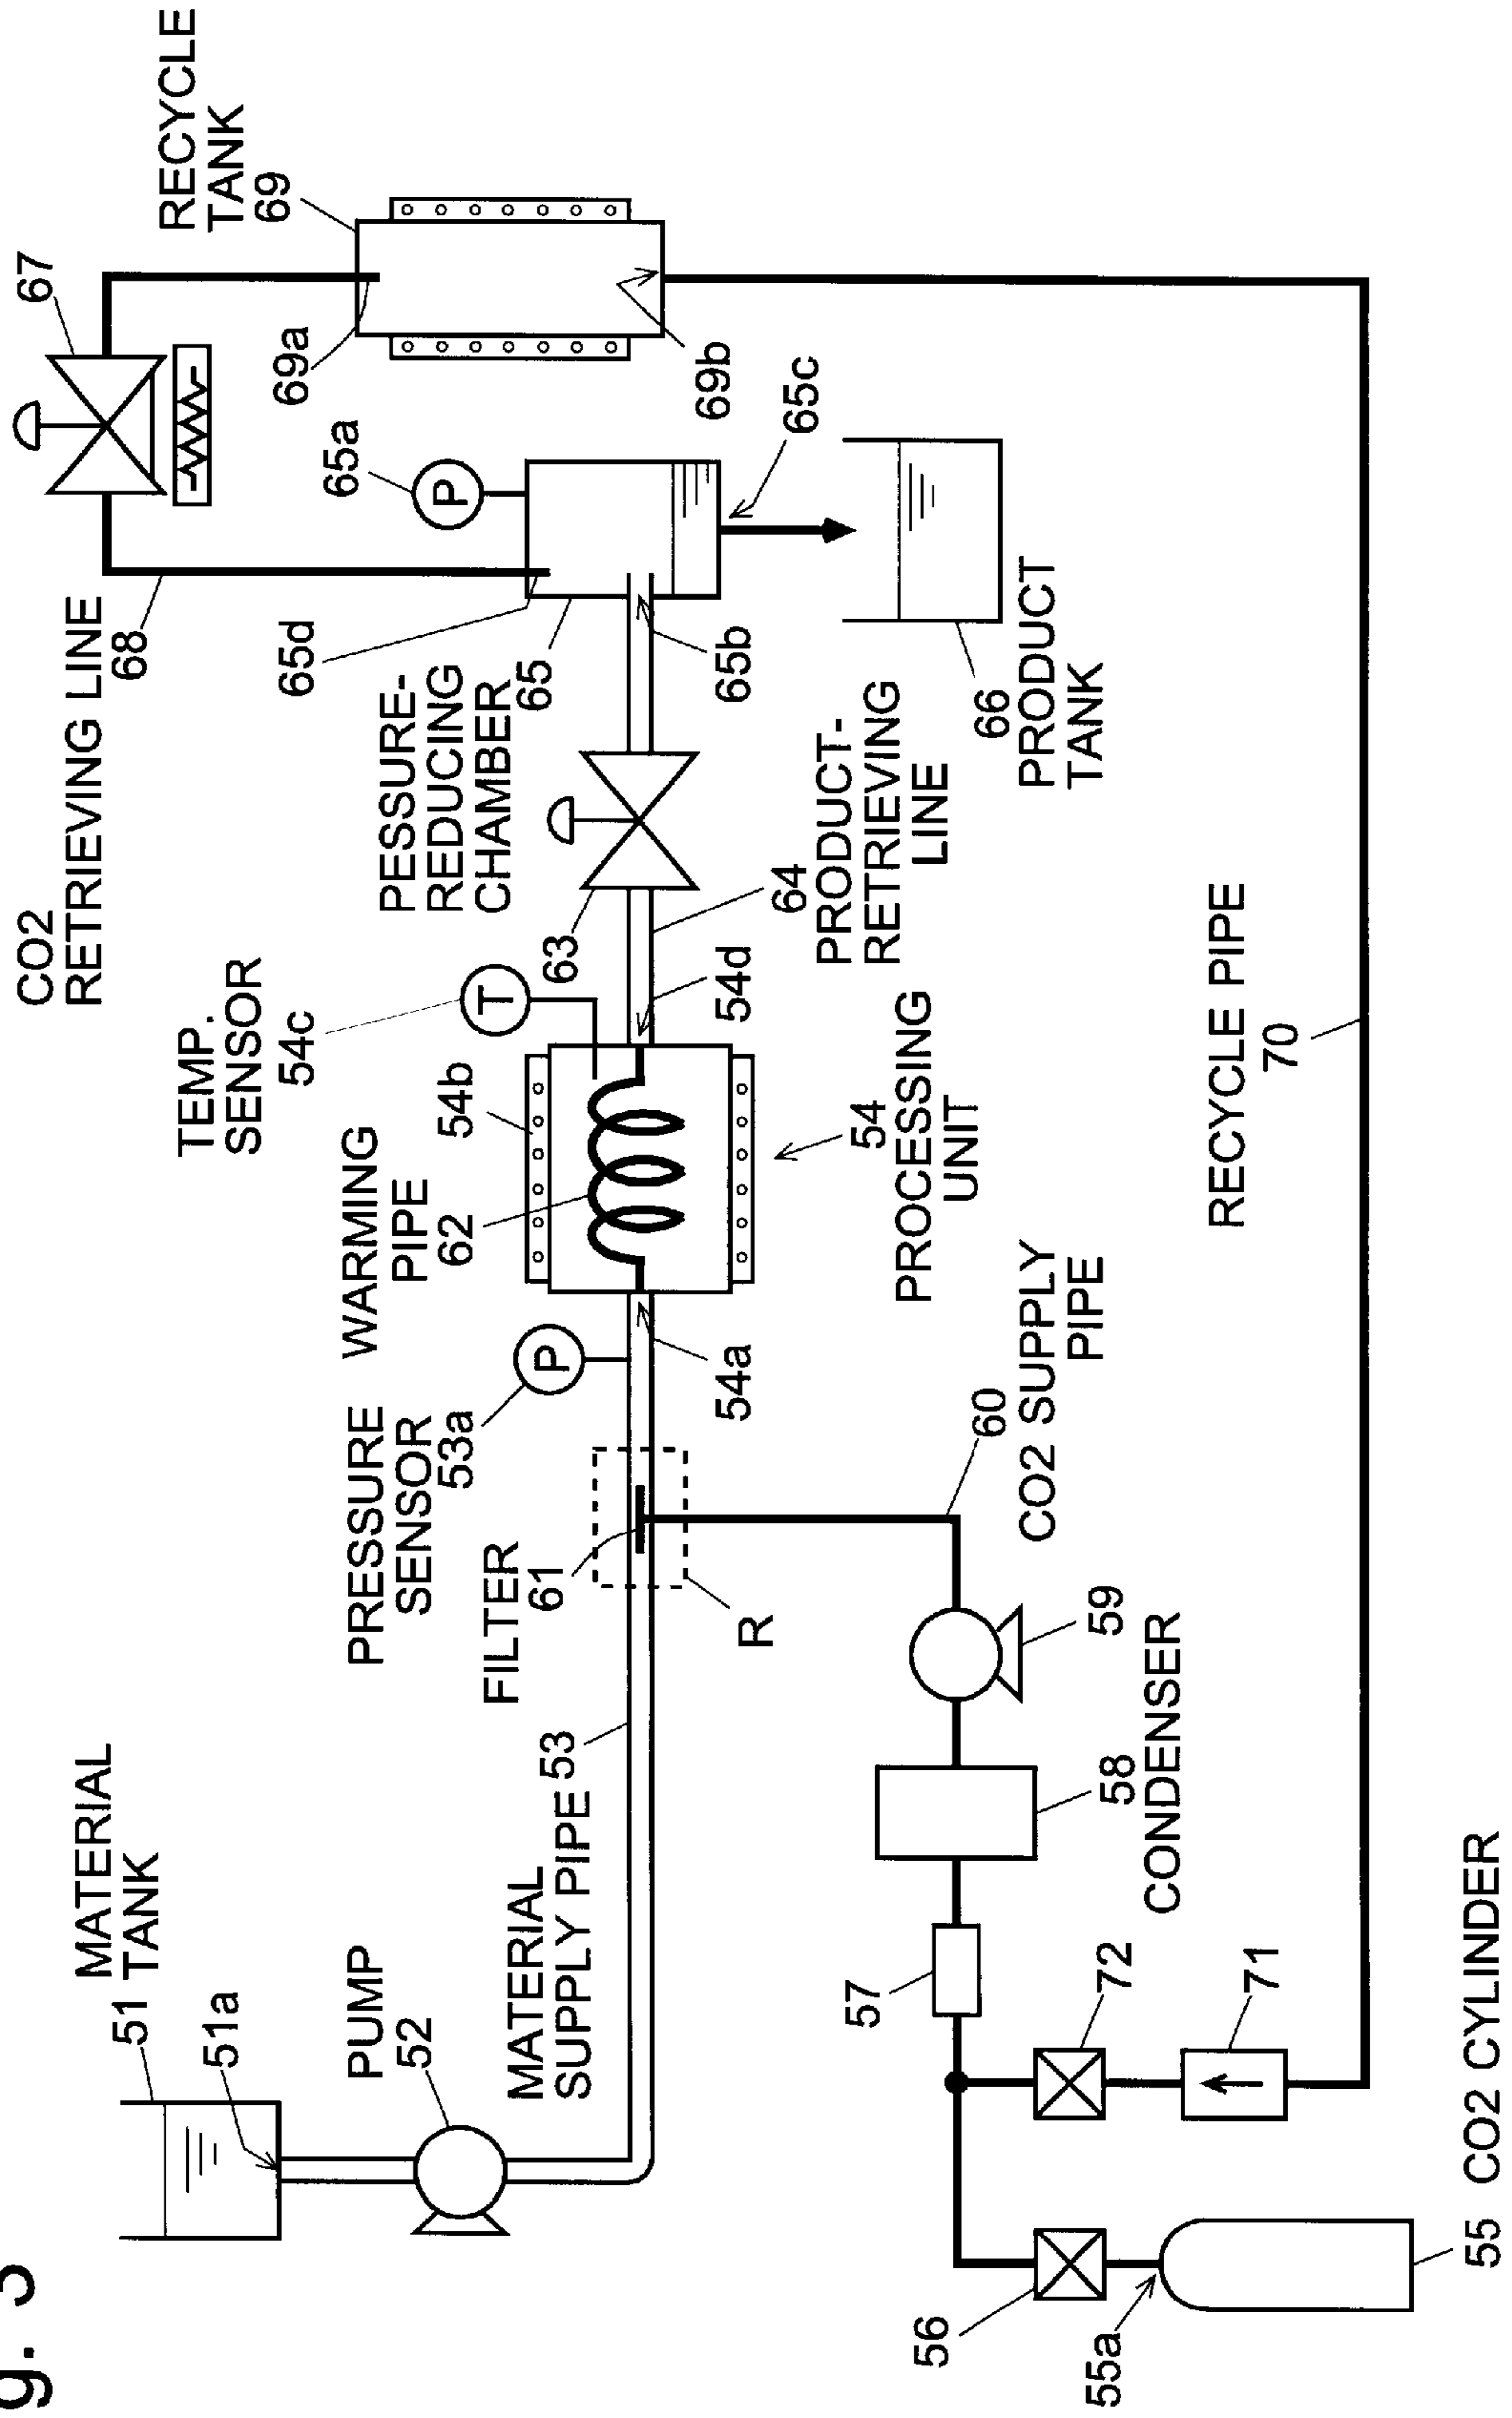 g. 3
MATERIAL
TANK
51
51a
PUMP
52
MATERIAL
SUPPLY PIPE 53
FILTER
61
R
PRESSURE
SENSOR
53a
54a
WARMING
PIPE
62
54b
TEMP.
SENSOR
54c
T
P
54
PROCESSING
UNIT
54d
63
64
PRODUCT-
RETRIEVING
LINE
CO2
RETRIEVING LINE
68
PESSURE-
REDUCING
CHAMBER
65
65d
65b
65a
P
65c
66
PRODUCT
TANK
67
RECYCLE
TANK
69
69a
69b
RECYCLE PIPE
70
60
CO2 SUPPLY
PIPE
59
58
CONDENSER
57
72
71
56
55a
55 CO2 CYLINDER